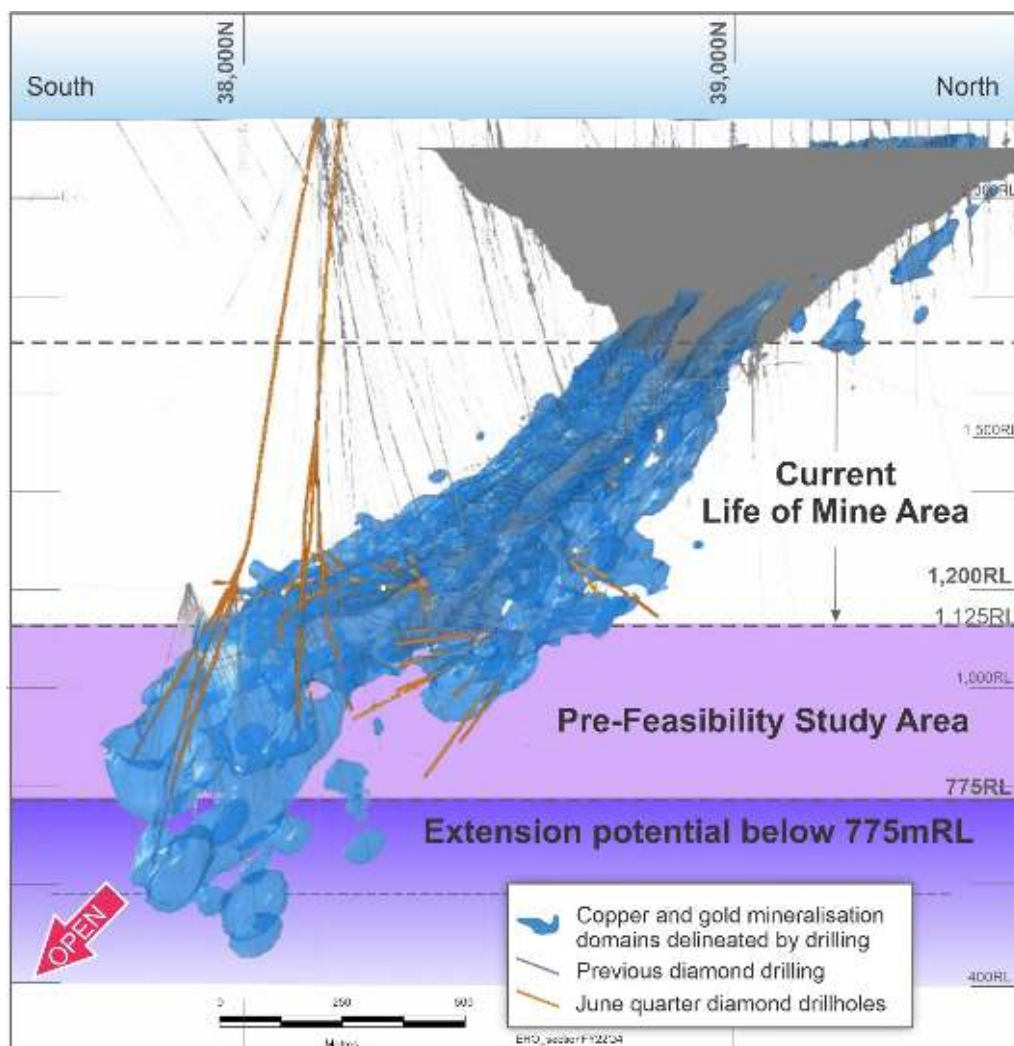 38,000N
39,000N
South
North
1,500RL
Current
Life of Mine Area
1,200RL
1,125RL
1,000RL
Pre-Feasibility Study Area
775RL
Extension potential below 775mRL
OPEN
Copper and gold mineralisation
domains delineated by drilling
Previous diamond drilling
June quarter diamond drillholes
400RL
0 250 500
Metres